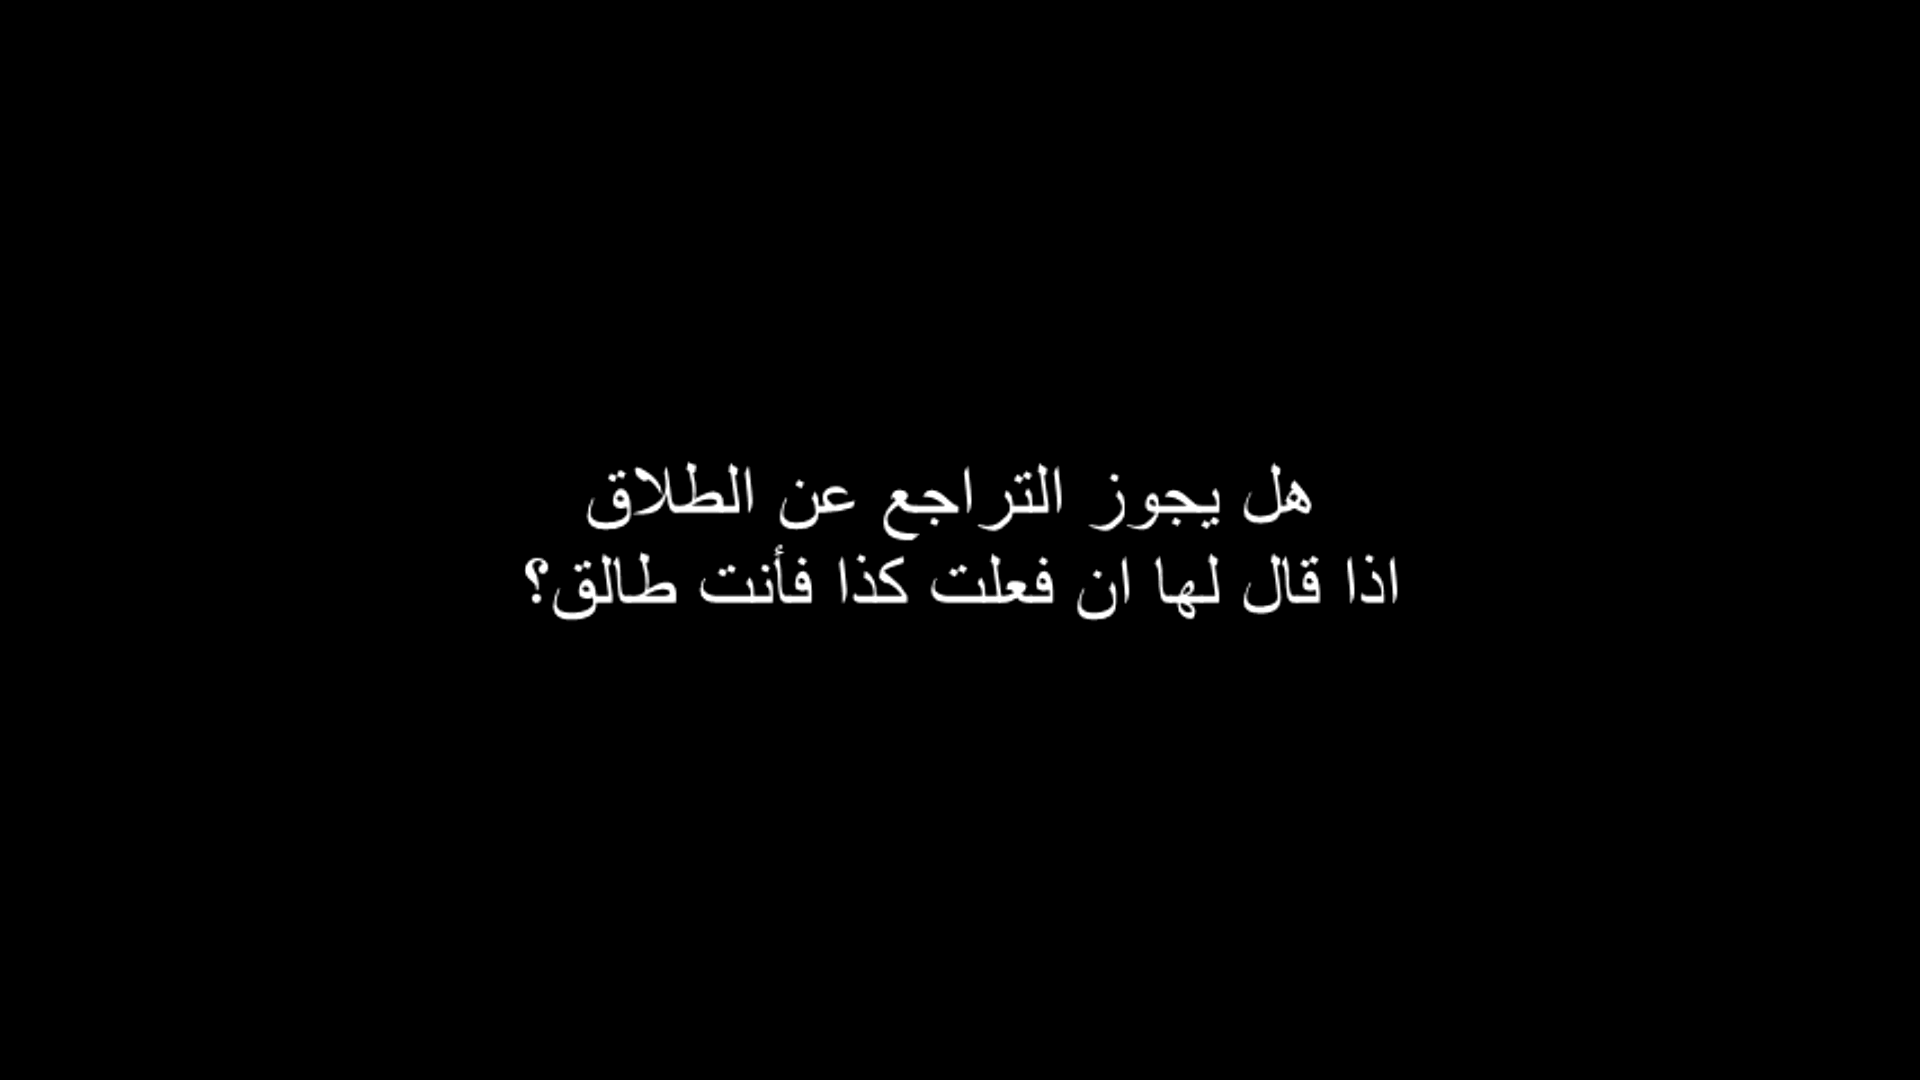 هل يجوز التراجع عن الطلاق
اذا قال لها ان فعلت كذا فأنت طالق؟